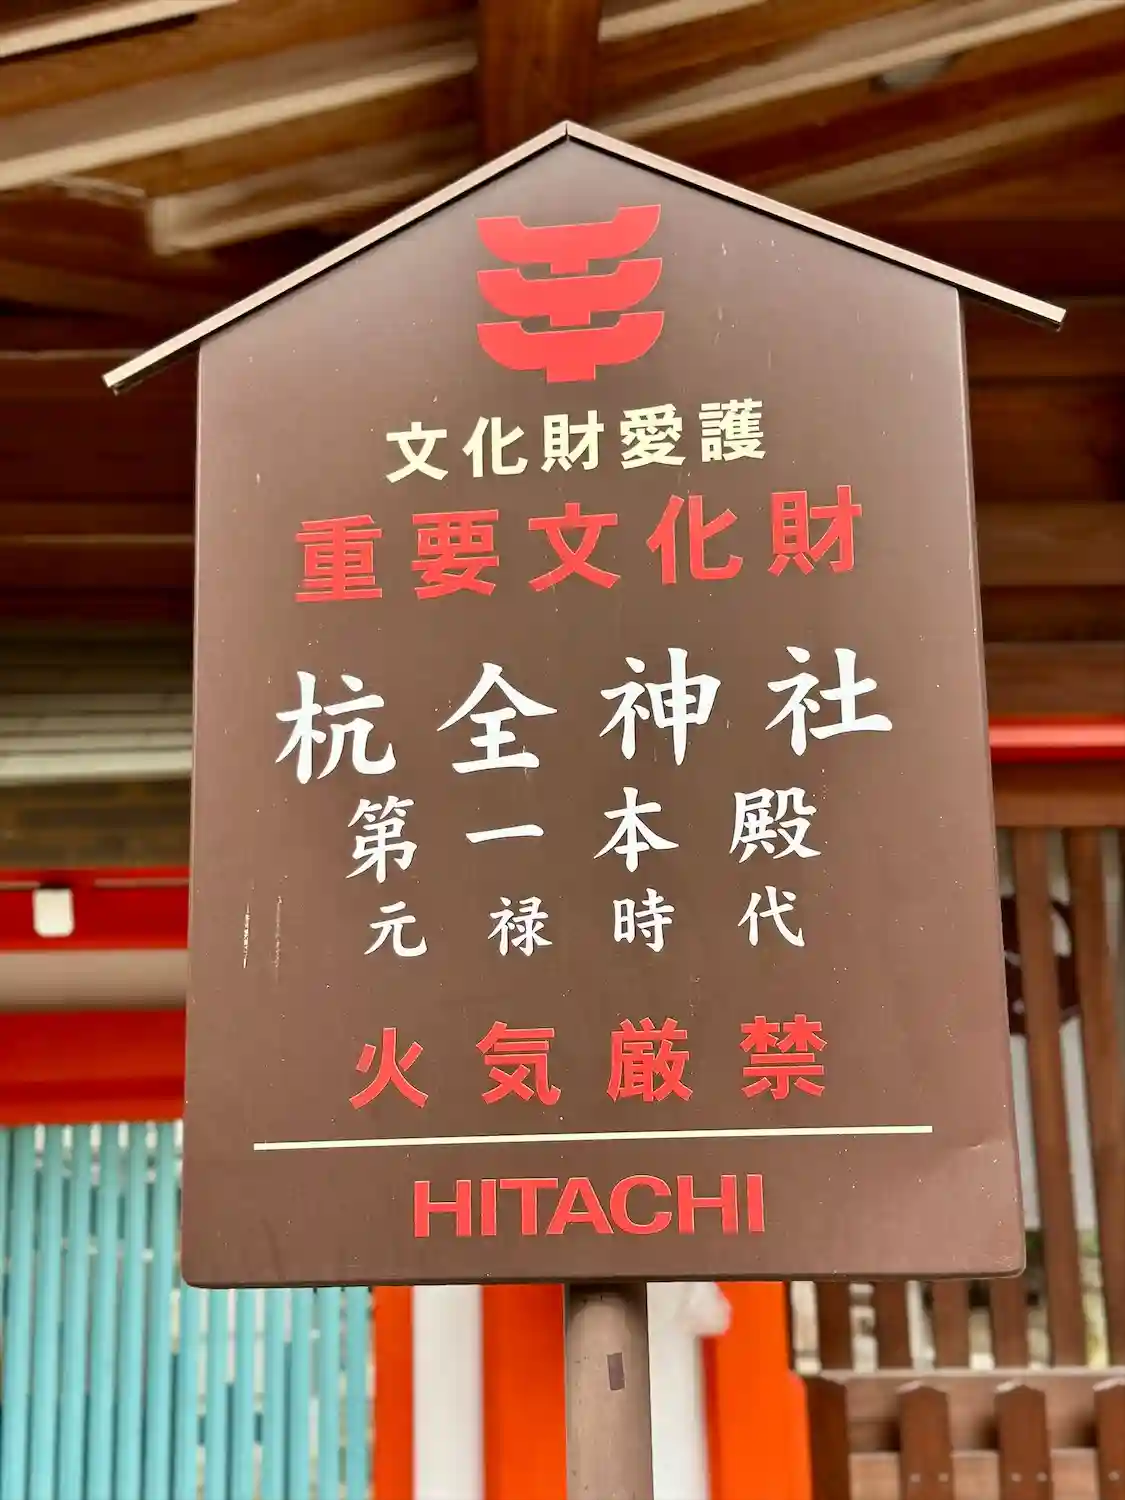 文化財愛護
重要文化財
杭全神社
第一本殿
元禄時代
火気厳禁
HITACHI